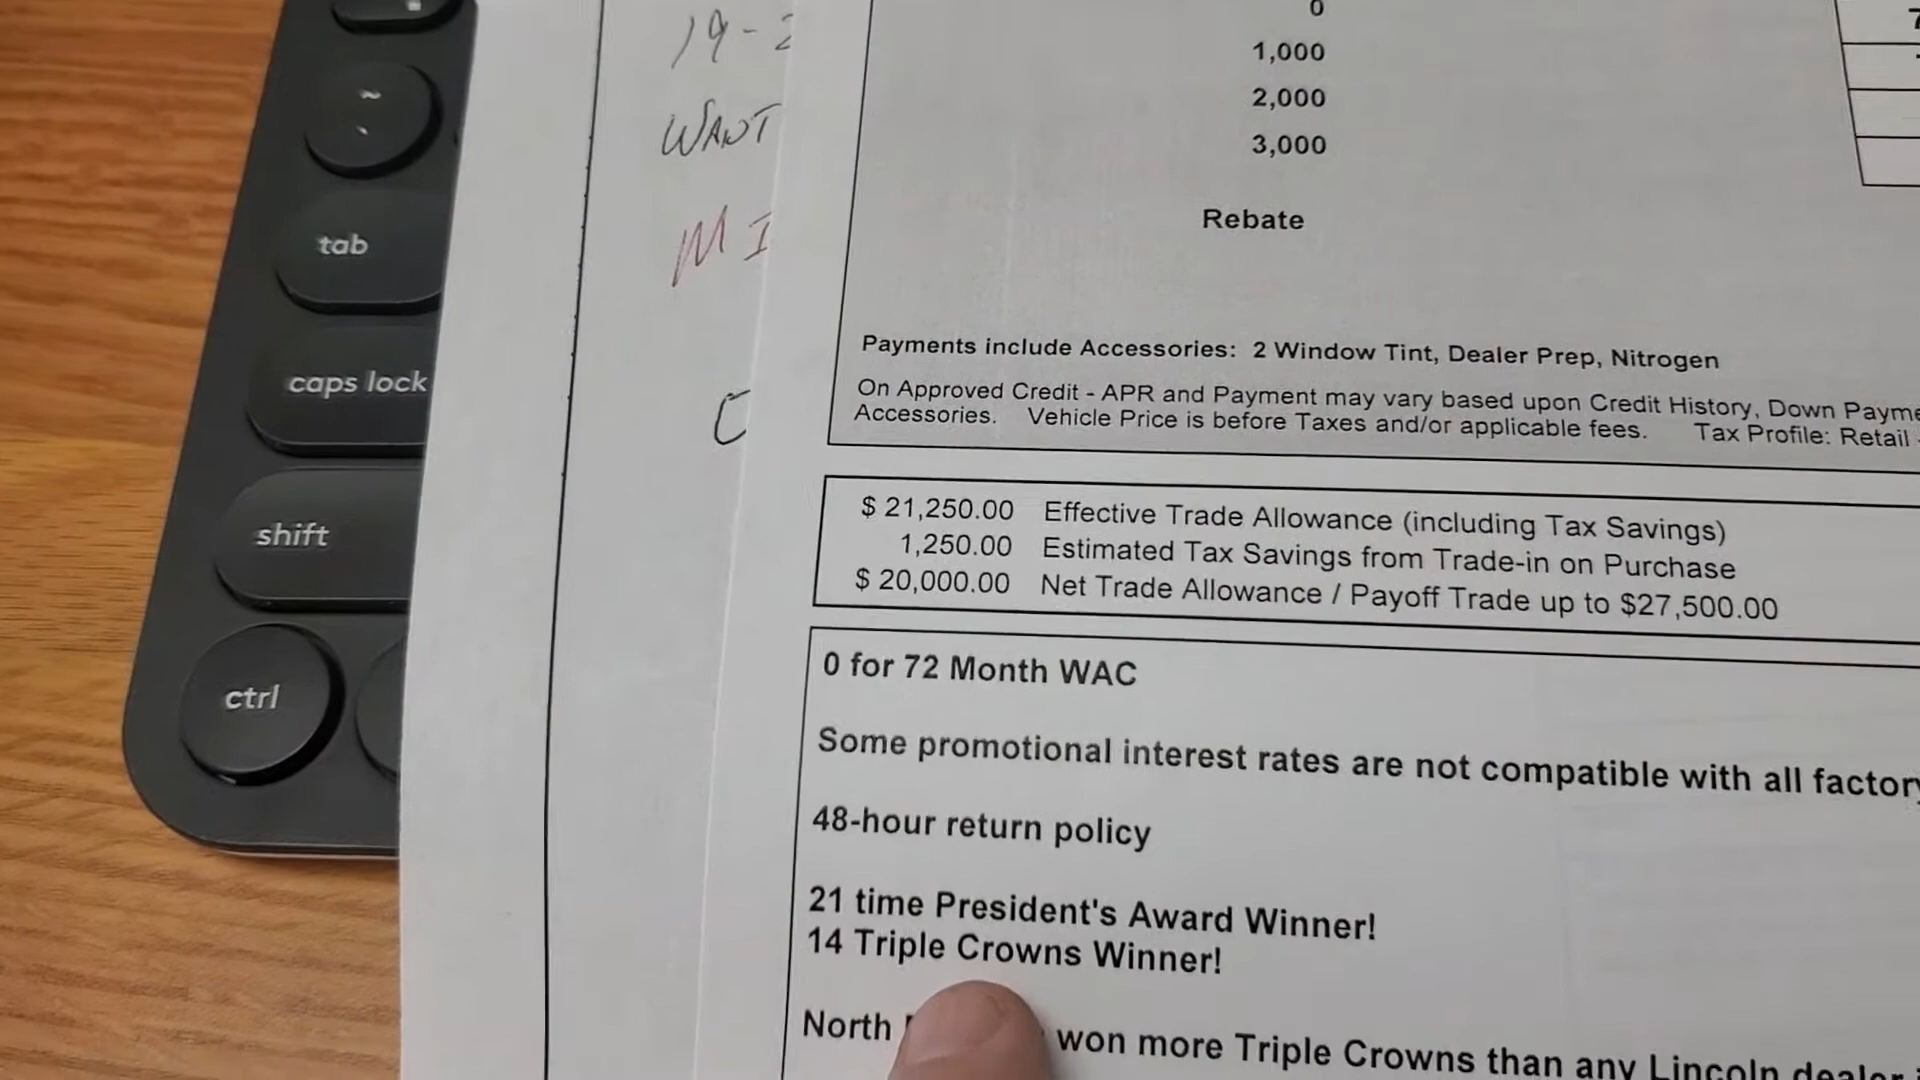 19-2
WANT
MI
C
0
1,000
2,000
3,000
Rebate
Payments include Accessories: 2 Window Tint, Dealer Prep, Nitrogen
On Approved Credit - APR and Payment may vary based upon Credit History, Down Payme
Accessories. Vehicle Price is before Taxes and/or applicable fees. Tax Profile: Retail
$ 21,250.00 Effective Trade Allowance (including Tax Savings)
1,250.00 Estimated Tax Savings from Trade-in on Purchase
$ 20,000.00 Net Trade Allowance / Payoff Trade up to $27,500.00
0 for 72 Month WAC
Some promotional interest rates are not compatible with all factory
48-hour return policy
21 time President's Award Winner!
14 Triple Crowns Winner!
North won more Triple Crowns than any Lincoln dealer
~
`
tab
caps lock
shift
ctrl